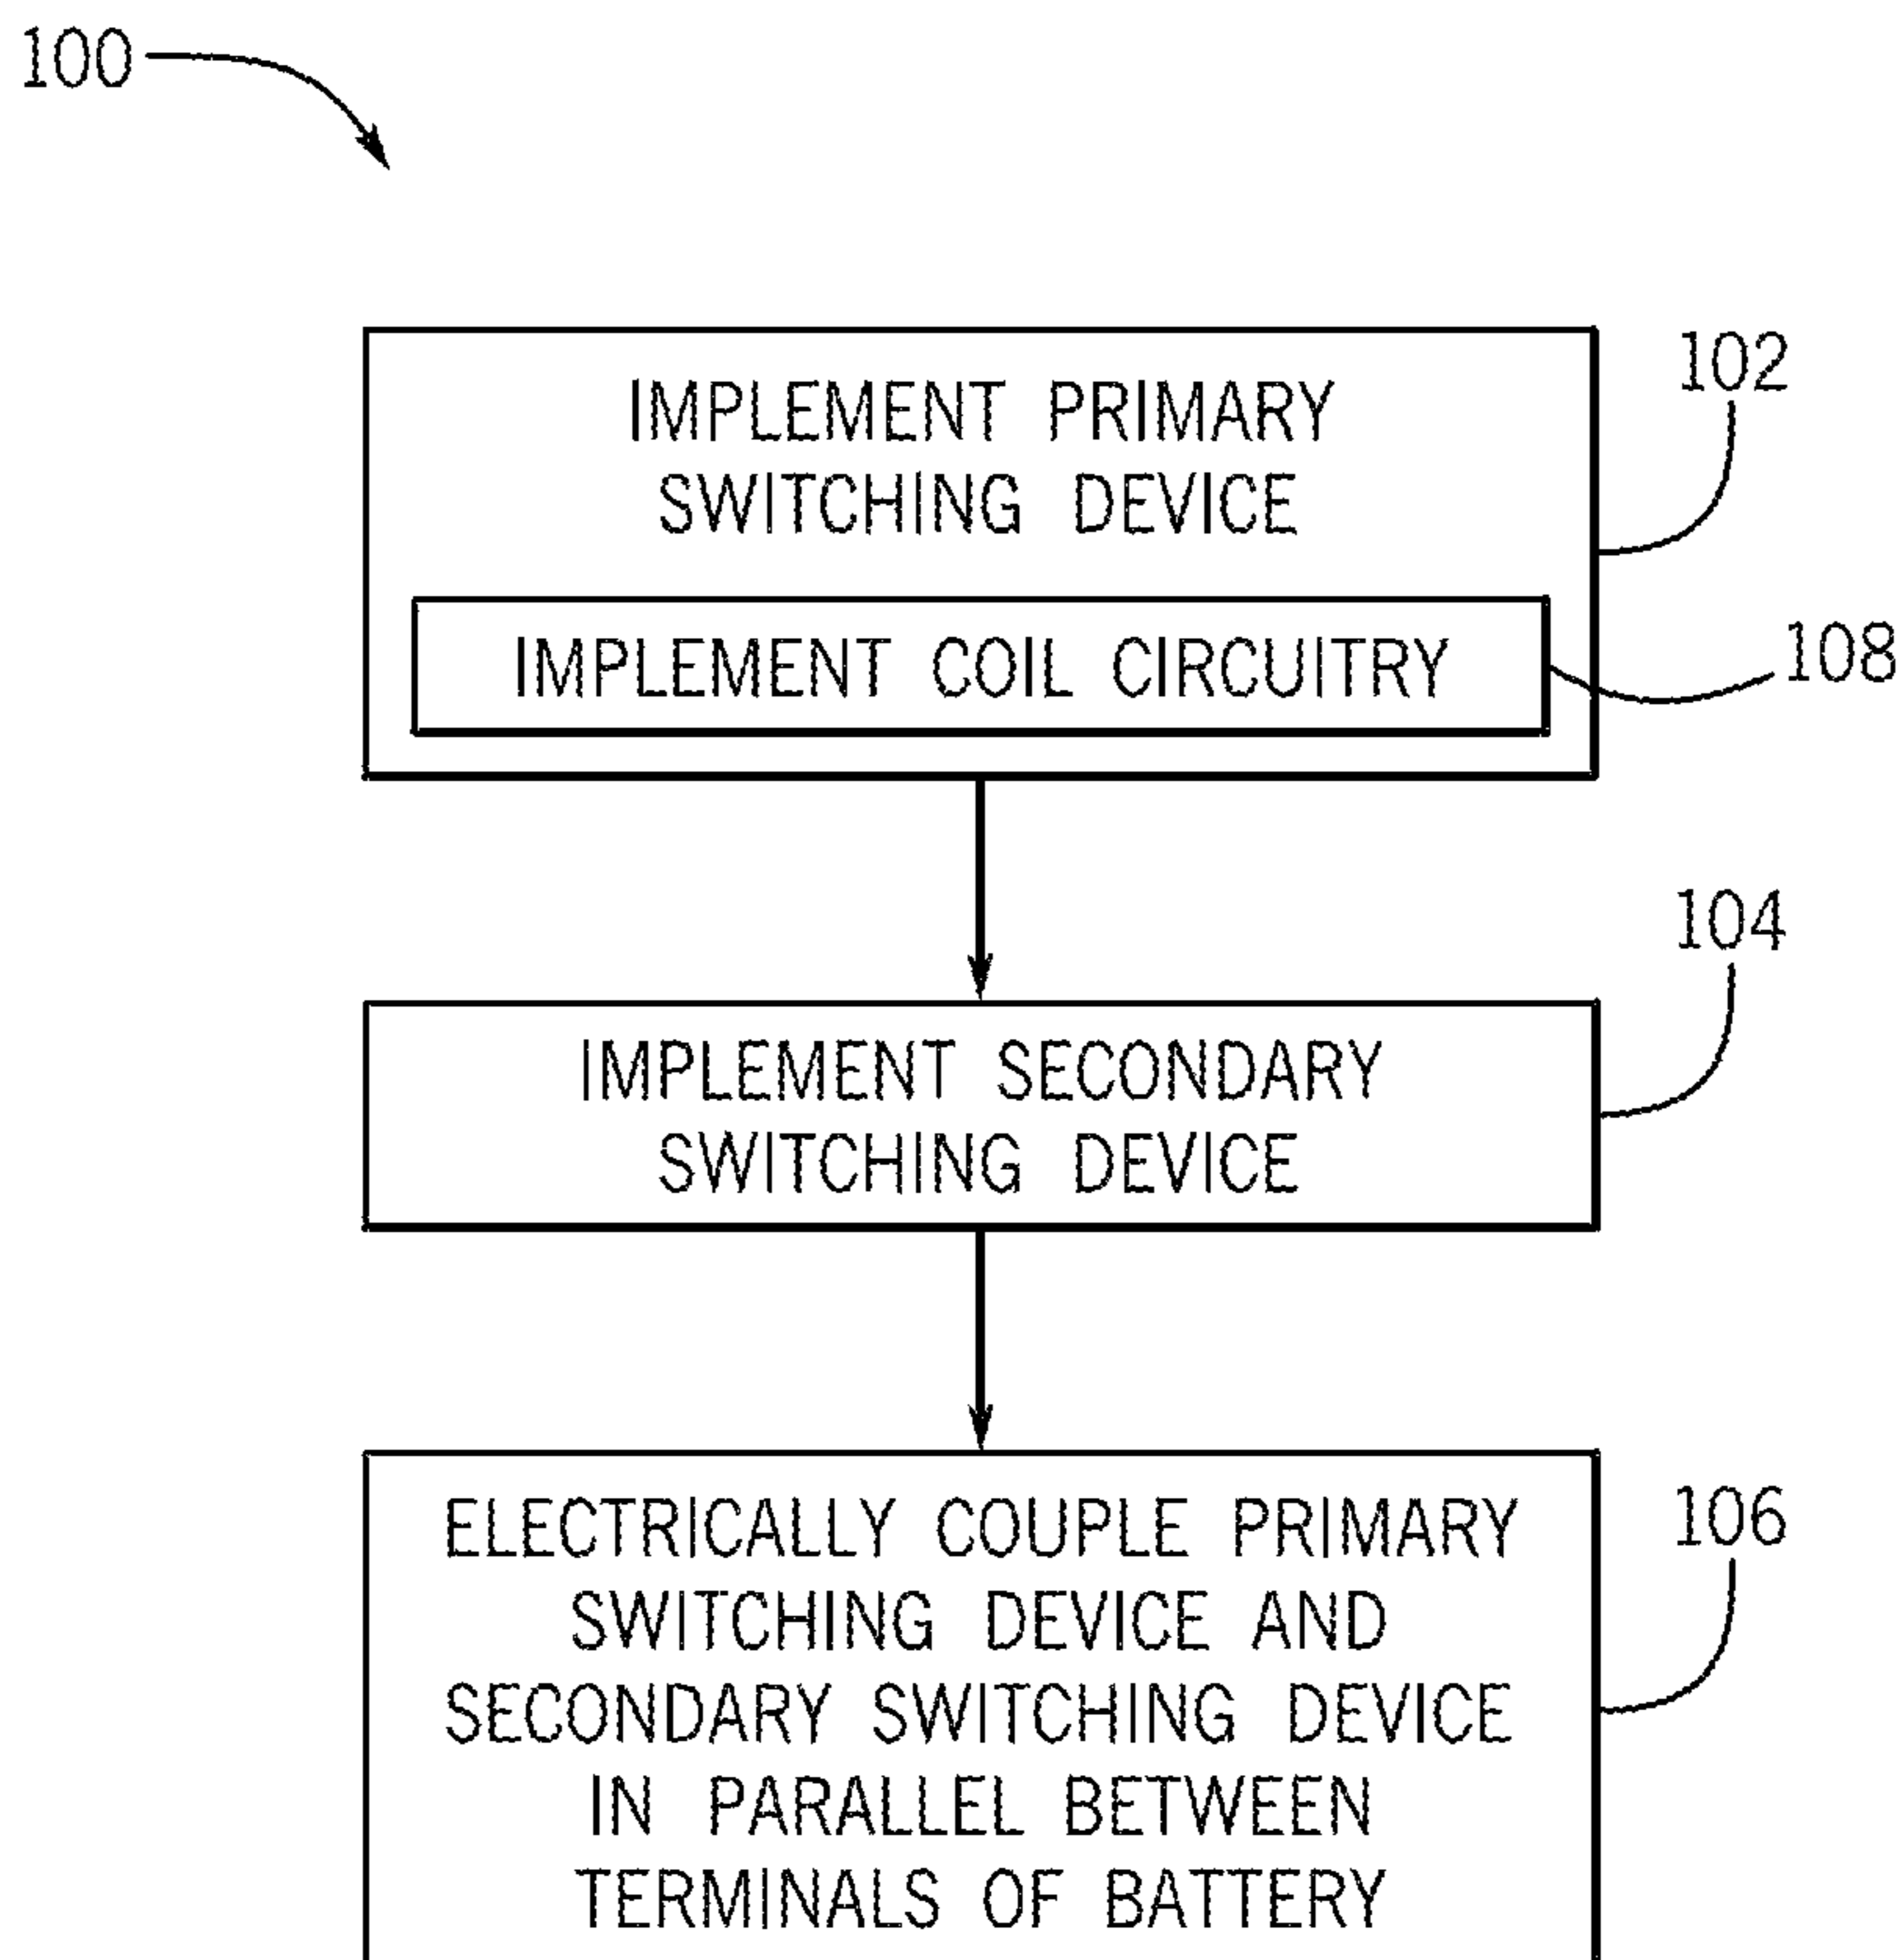 100
102
IMPLEMENT PRIMARY
SWITCHING DEVICE
108
IMPLEMENT COIL CIRCUITRY
104
IMPLEMENT SECONDARY
SWITCHING DEVICE
106
ELECTRICALLY COUPLE PRIMARY
SWITCHING DEVICE AND
SECONDARY SWITCHING DEVICE
IN PARALLEL BETWEEN
TERMINALS OF BATTERY